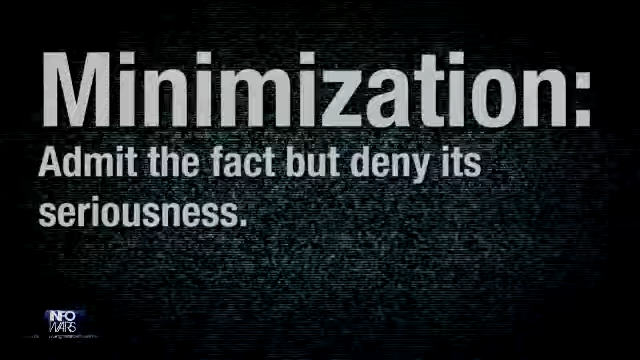 Minimization:
Admit the fact but deny its
seriousness.
INFO
WARS